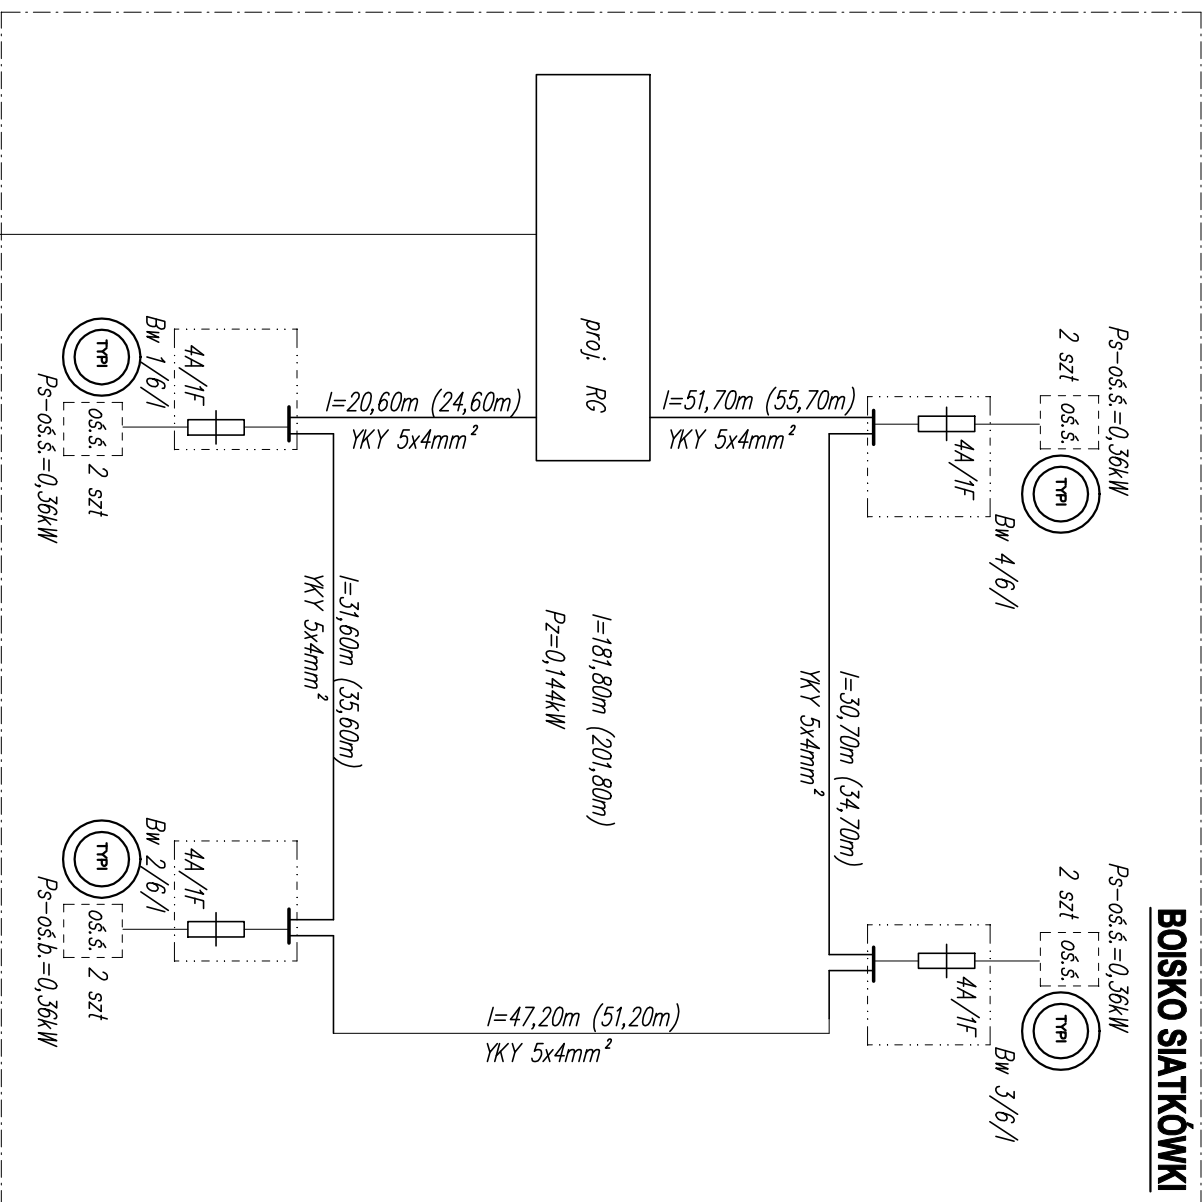 BOISKO SIATKÓWKI
Ps-oś.ś.=0,36kW
2 szt
oś.ś.
TYPI
4A/1F
Bw 4/6/I
Ps-oś.ś.=0,36kW
2 szt
oś.ś.
TYPI
4A/1F
Bw 3/6/I
l=51,70m (55,70m)
YKY 5x4mm²
l=30,70m (34,70m)
YKY 5x4mm²
proj. RG
l=181,80m (201,80m)
Pz=0,144kW
l=20,60m (24,60m)
YKY 5x4mm²
l=31,60m (35,60m)
YKY 5x4mm²
l=47,20m (51,20m)
YKY 5x4mm²
4A/1F
Bw 1/6/I
TYPI
oś.ś.
2 szt
Ps-oś.ś.=0,36kW
4A/1F
Bw 2/6/I
TYPI
oś.ś.
2 szt
Ps-oś.b.=0,36kW